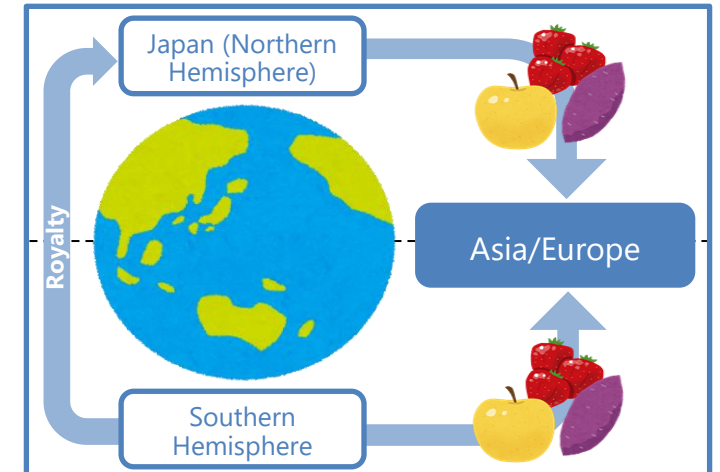 Japan (Northern
Hemisphere)
Royalty
Asia/Europe
Southern
Hemisphere